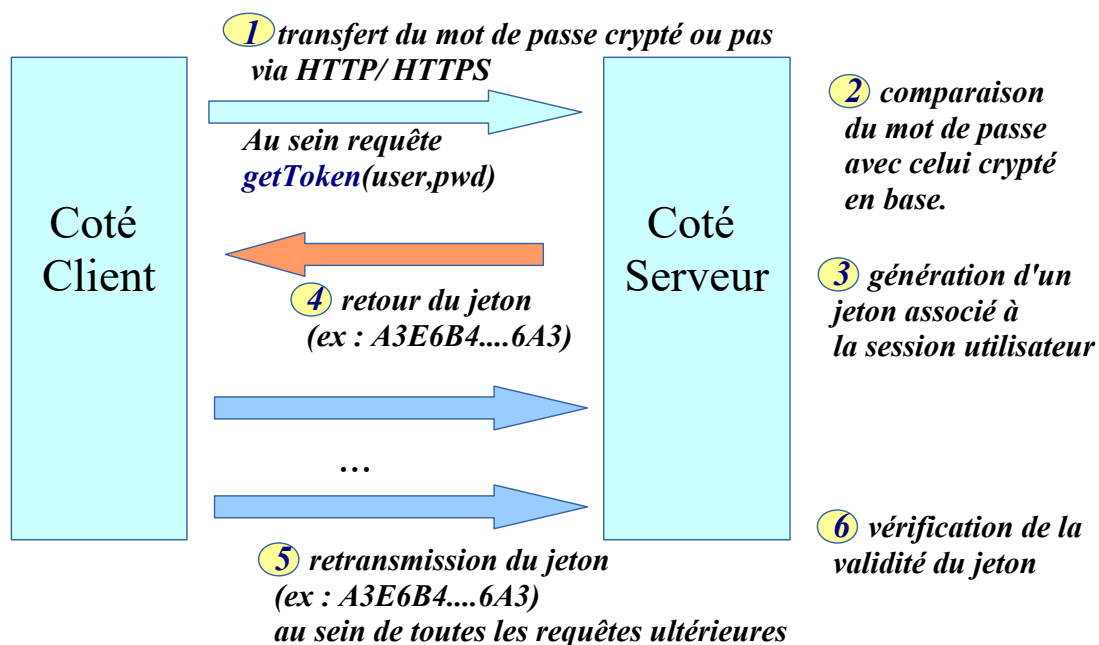 1 transfert du mot de passe crypté ou pas
via HTTP/ HTTPS
Au sein requête
getToken(user,pwd)
2 comparaison
du mot de passe
avec celui crypté
en base.
Coté
Client
Coté
Serveur
3 génération d'un
jeton associé à
la session utilisateur
4 retour du jeton
(ex : A3E6B4....6A3)
...
5 retransmission du jeton
(ex : A3E6B4....6A3)
au sein de toutes les requêtes ultérieures
6 vérification de la
validité du jeton